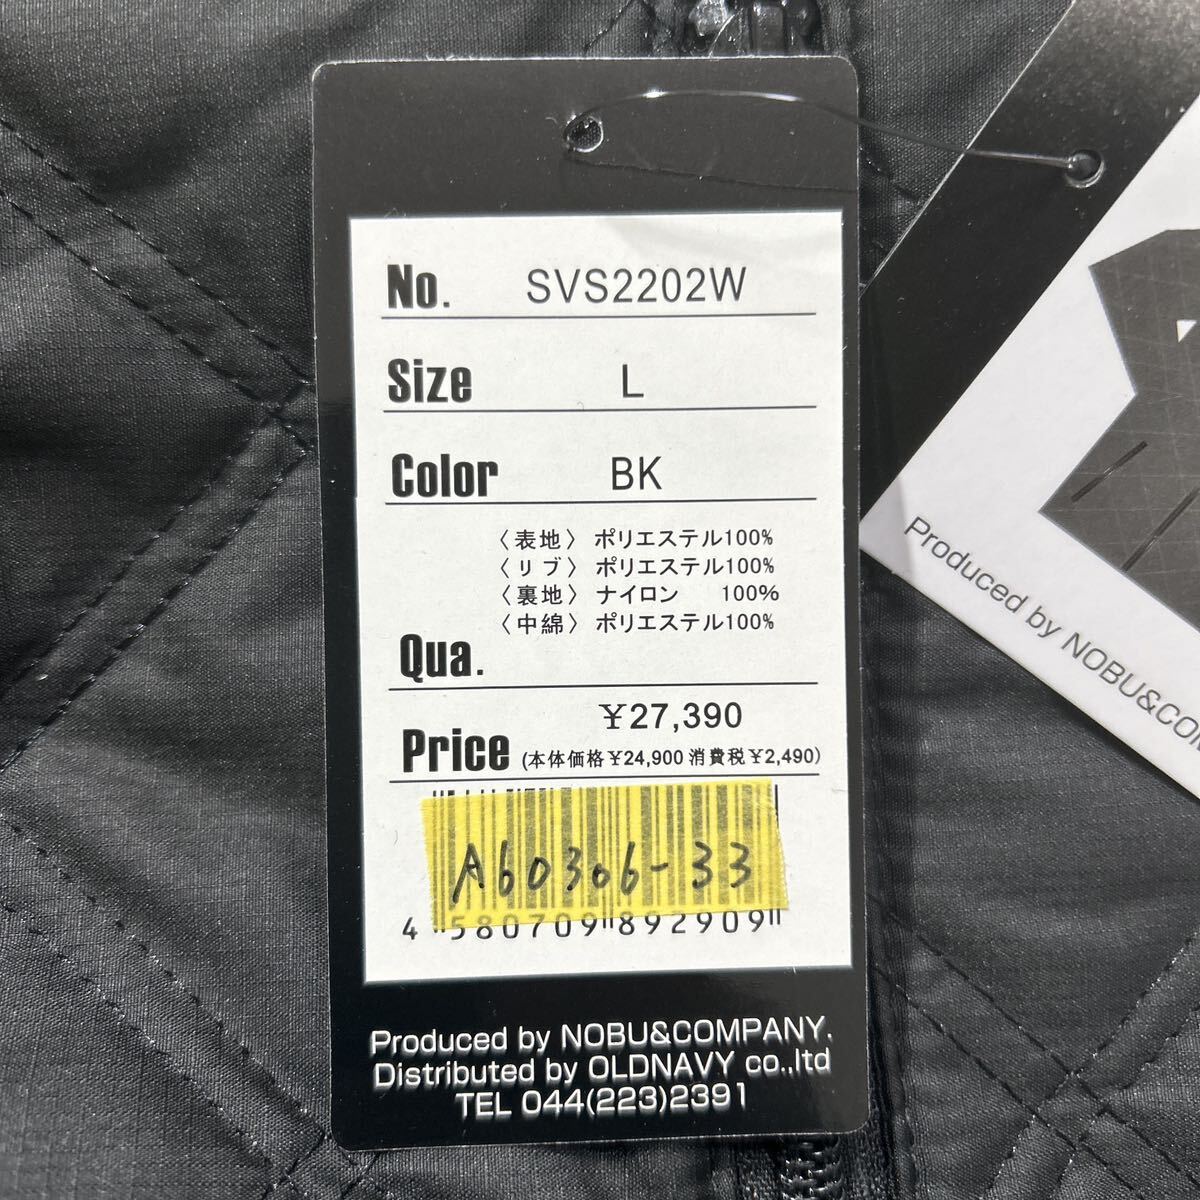 No. SVS2202W
Size L
Color BK
〈表地〉 ポリエステル100%
〈リブ〉 ポリエステル100%
〈裏地〉 ナイロン 100%
〈中綿〉 ポリエステル100%
Qua.
¥27,390
Price (本体価格¥24,900 消費税¥2,490)
A60306-33
4 580709 892909
Produced by NOBU&COMPANY.
Distributed by OLDNAVY co.,ltd
TEL 044(223)2391
Produced by NOBU&COM